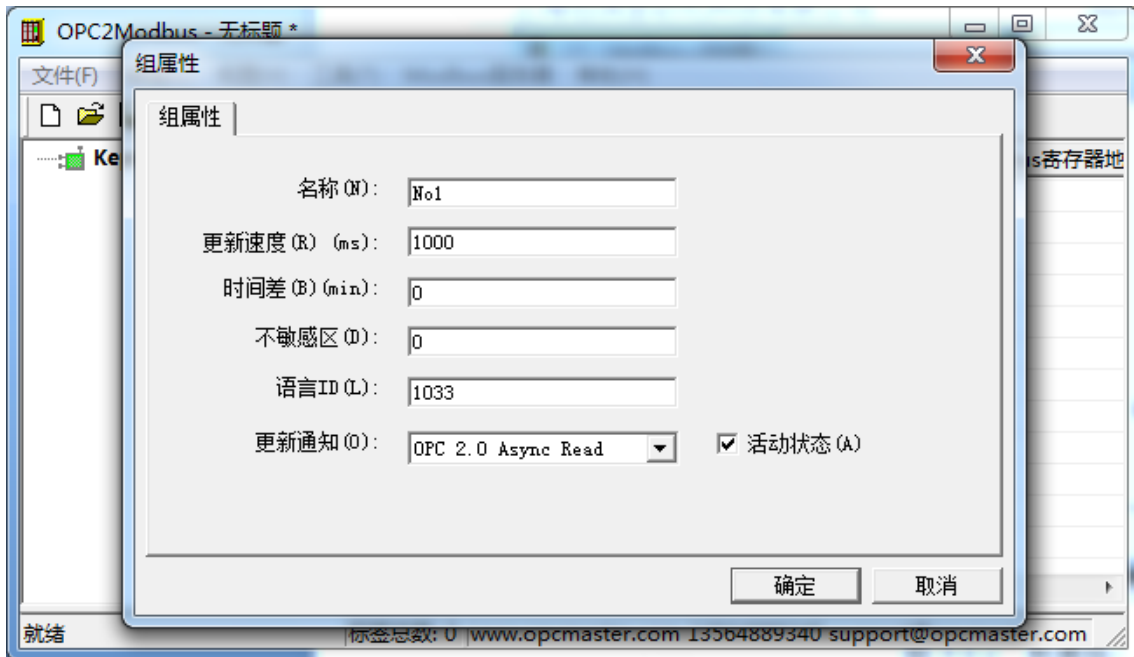 OPC2Modbus - 无标题 *
组属性
文件(F)
组属性
Ke
us寄存器地
名称(N):
No1
更新速度(R) (ms):
1000
时间差(B)(min):
0
不敏感区(D):
0
语言ID(L):
1033
更新通知(O):
OPC 2.0 Async Read
活动状态(A)
确定
取消
就绪
标签总数: 0
www.opcmaster.com 13564889340 support@opcmaster.com